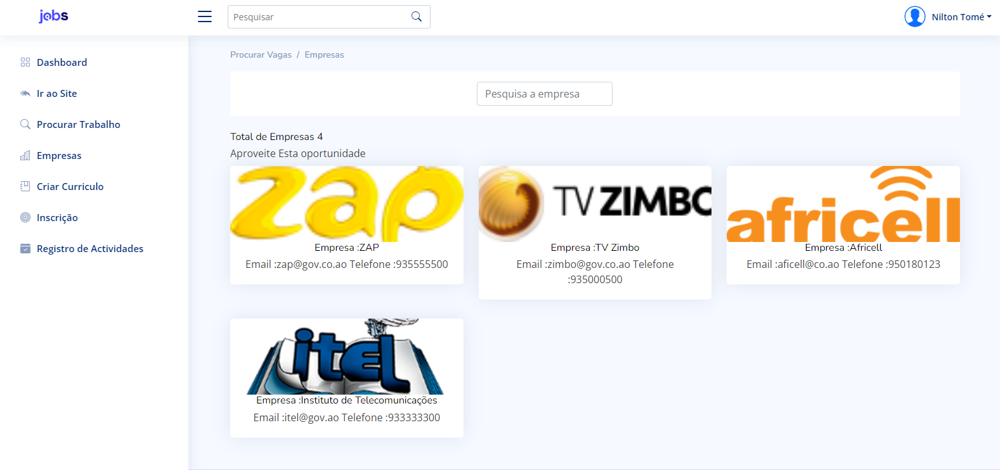 jobs
Pesquisar
Nilton Tomé
Dashboard
Ir ao Site
Procurar Trabalho
Empresas
Criar Curriculo
Inscrição
Registro de Actividades
Procurar Vagas / Empresas
Pesquisa a empresa
Total de Empresas 4
Aproveite Esta oportunidade
zap
Empresa :ZAP
Email :zap@gov.co.ao Telefone :935555500
TV ZIMBO
Empresa :TV Zimbo
Email :zimbo@gov.co.ao Telefone
:935000500
africell
Empresa :Africell
Email :aficell@co.ao Telefone :950180123
itel
Empresa :Instituto de Telecomunicações
Email :itel@gov.ao Telefone :933333300